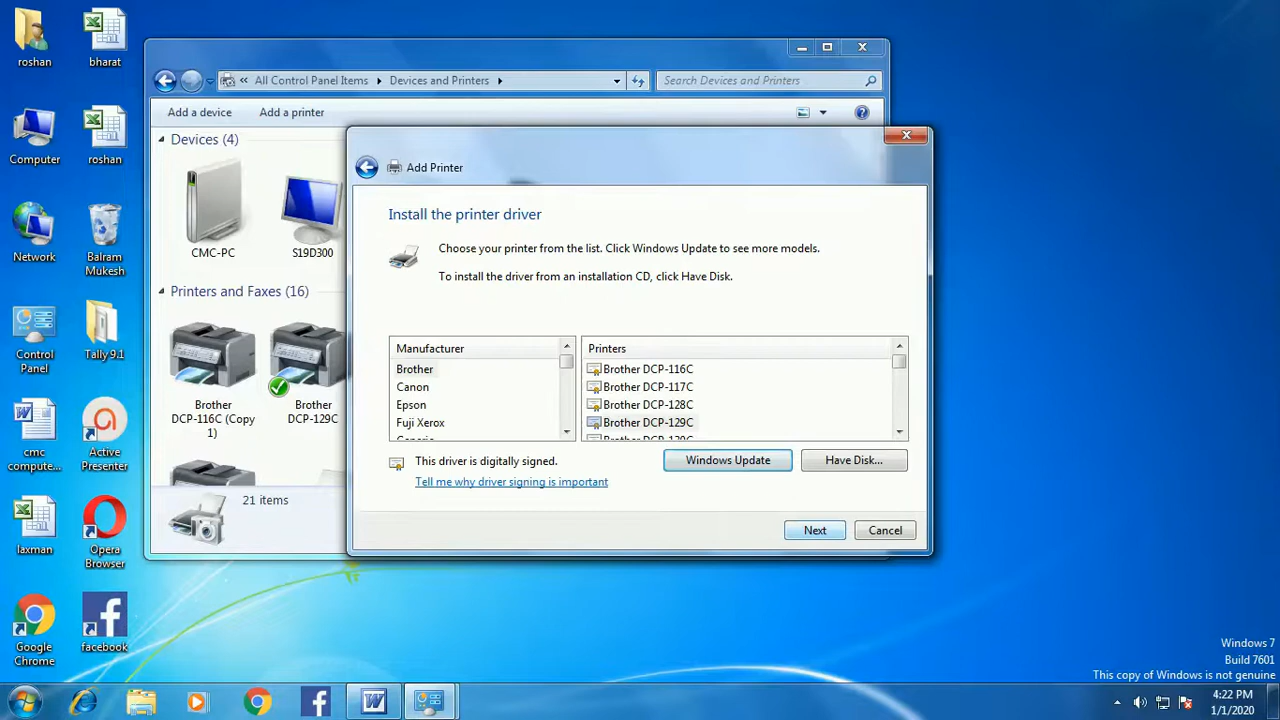 roshan
bharat
Computer
roshan
Network
Balram
Mukesh
Control
Panel
Tally 9.1
cmc
compute...
Active
Presenter
laxman
Opera
Browser
Google
Chrome
facebook
All Control Panel Items
Devices and Printers
Search Devices and Printers
Add a device
Add a printer
Devices (4)
CMC-PC
S19D300
Printers and Faxes (16)
Brother
DCP-116C (Copy
1)
Brother
DCP-129C
21 items
Add Printer
Install the printer driver
Choose your printer from the list. Click Windows Update to see more models.
To install the driver from an installation CD, click Have Disk.
Manufacturer
Brother
Canon
Epson
Fuji Xerox
Generic
Printers
Brother DCP-116C
Brother DCP-117C
Brother DCP-128C
Brother DCP-129C
This driver is digitally signed.
Tell me why driver signing is important
Windows Update
Have Disk...
Next
Cancel
Windows 7
Build 7601
This copy of Windows is not genuine
4:22 PM
1/1/2020